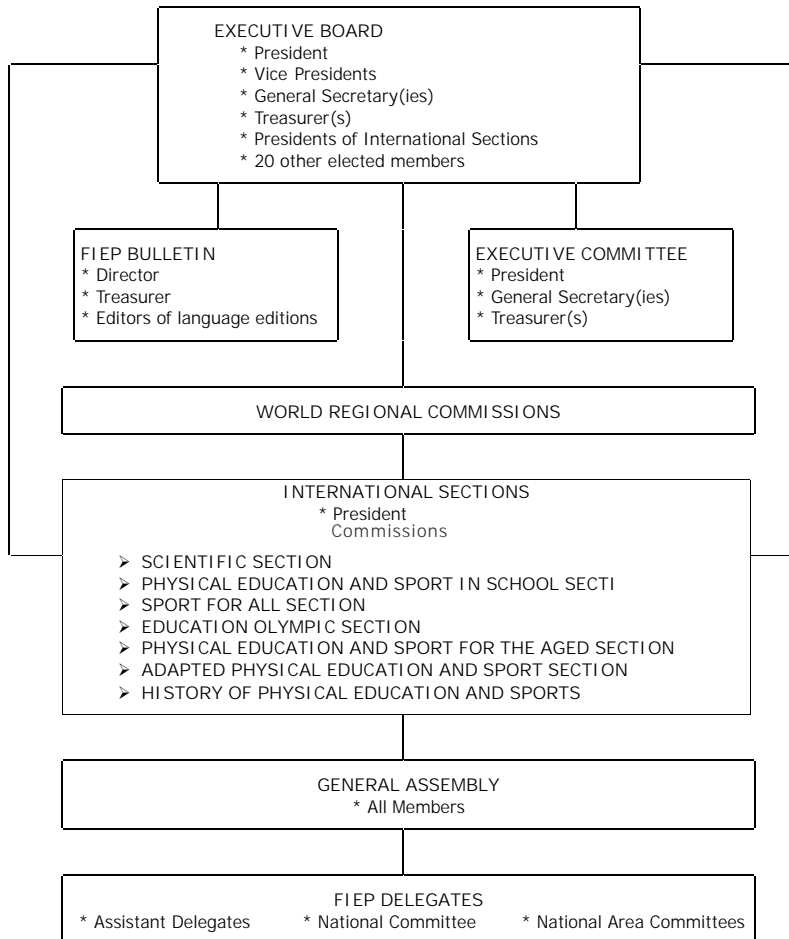 EXECUTIVE BOARD
* President
* Vice Presidents
* General Secretary(ies)
* Treasurer(s)
* Presidents of International Sections
* 20 other elected members
FIEP BULLETIN
* Director
* Treasurer
* Editors of language editions
EXECUTIVE COMMITTEE
* President
* General Secretary(ies)
* Treasurer(s)
WORLD REGIONAL COMMISSIONS
INTERNATIONAL SECTIONS
* President
Commissions
➢ SCIENTIFIC SECTION
➢ PHYSICAL EDUCATION AND SPORT IN SCHOOL SECTI
➢ SPORT FOR ALL SECTION
➢ EDUCATION OLYMPIC SECTION
➢ PHYSICAL EDUCATION AND SPORT FOR THE AGED SECTION
➢ ADAPTED PHYSICAL EDUCATION AND SPORT SECTION
➢ HISTORY OF PHYSICAL EDUCATION AND SPORTS
GENERAL ASSEMBLY
* All Members
FIEP DELEGATES
* Assistant Delegates * National Committee * National Area Committees